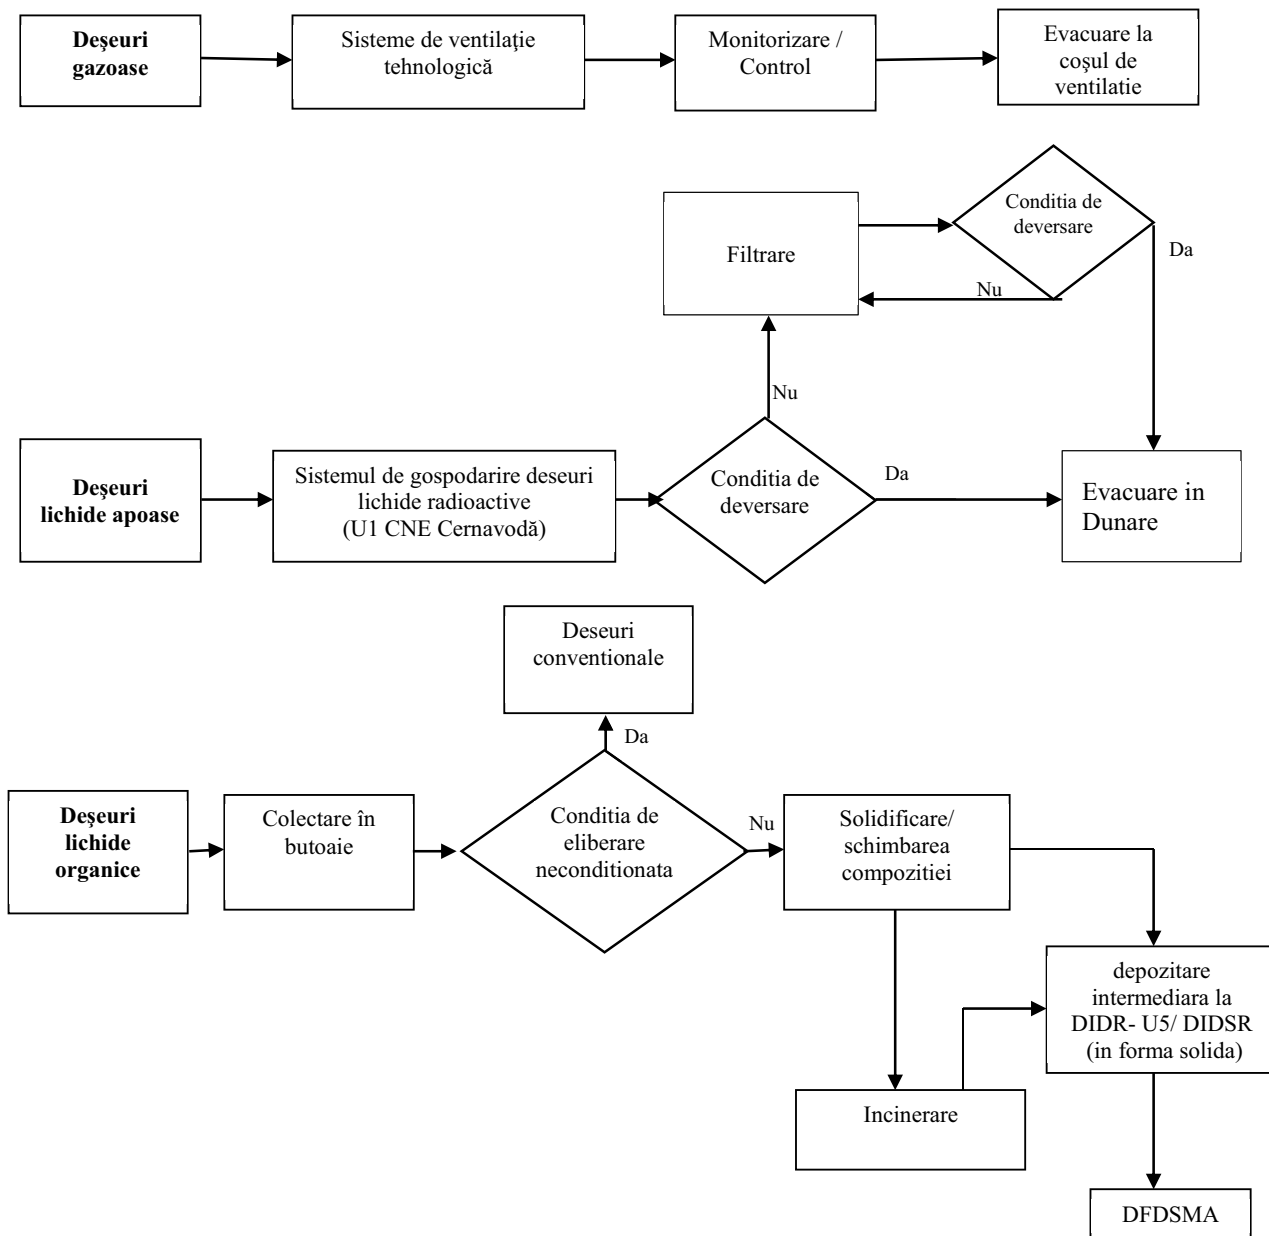 Deşeuri
gazoase
Sisteme de ventilaţie
tehnologică
Monitorizare /
Control
Evacuare la
coşul de
ventilatie
Conditia de
deversare
Filtrare
Da
Nu
Nu
Deşeuri
lichide apoase
Sistemul de gospodarire deseuri
lichide radioactive
(U1 CNE Cernavodă)
Conditia de
deversare
Da
Evacuare in
Dunare
Deseuri
conventionale
Da
Deşeuri
lichide
organice
Colectare în
butoaie
Conditia de
eliberare
neconditionata
Nu
Solidificare/
schimbarea
compozitiei
depozitare
intermediara la
DIDR- U5/ DIDSR
(in forma solida)
Incinerare
DFDSMA